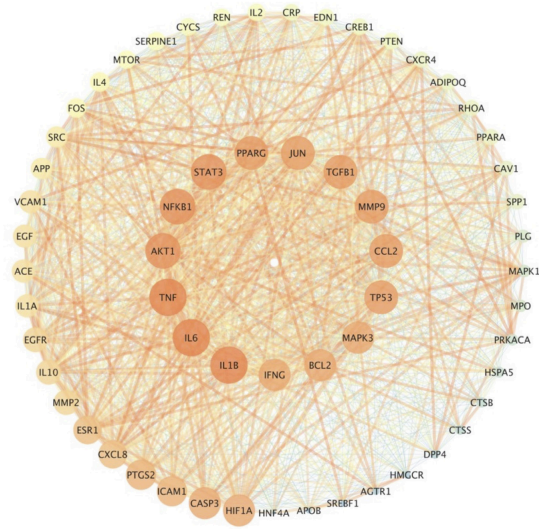 IL2
CRP
EDN1
CREB1
PTEN
CXCR4
ADIPOQ
RHOA
PPARA
CAV1
SPP1
PLG
MAPK1
MPO
PRKACA
HSPA5
CTSB
CTSS
DPP4
HMGCR
AGTR1
SREBF1
APOB
HNF4A
HIF1A
CASP3
ICAM1
PTGS2
CXCL8
ESR1
MMP2
IL10
EGFR
IL1A
ACE
EGF
VCAM1
APP
SRC
FOS
IL4
MTOR
SERPINE1
CYCS
REN
PPARG
JUN
TGFB1
MMP9
CCL2
TP53
MAPK3
BCL2
IFNG
IL1B
IL6
TNF
AKT1
NFKB1
STAT3